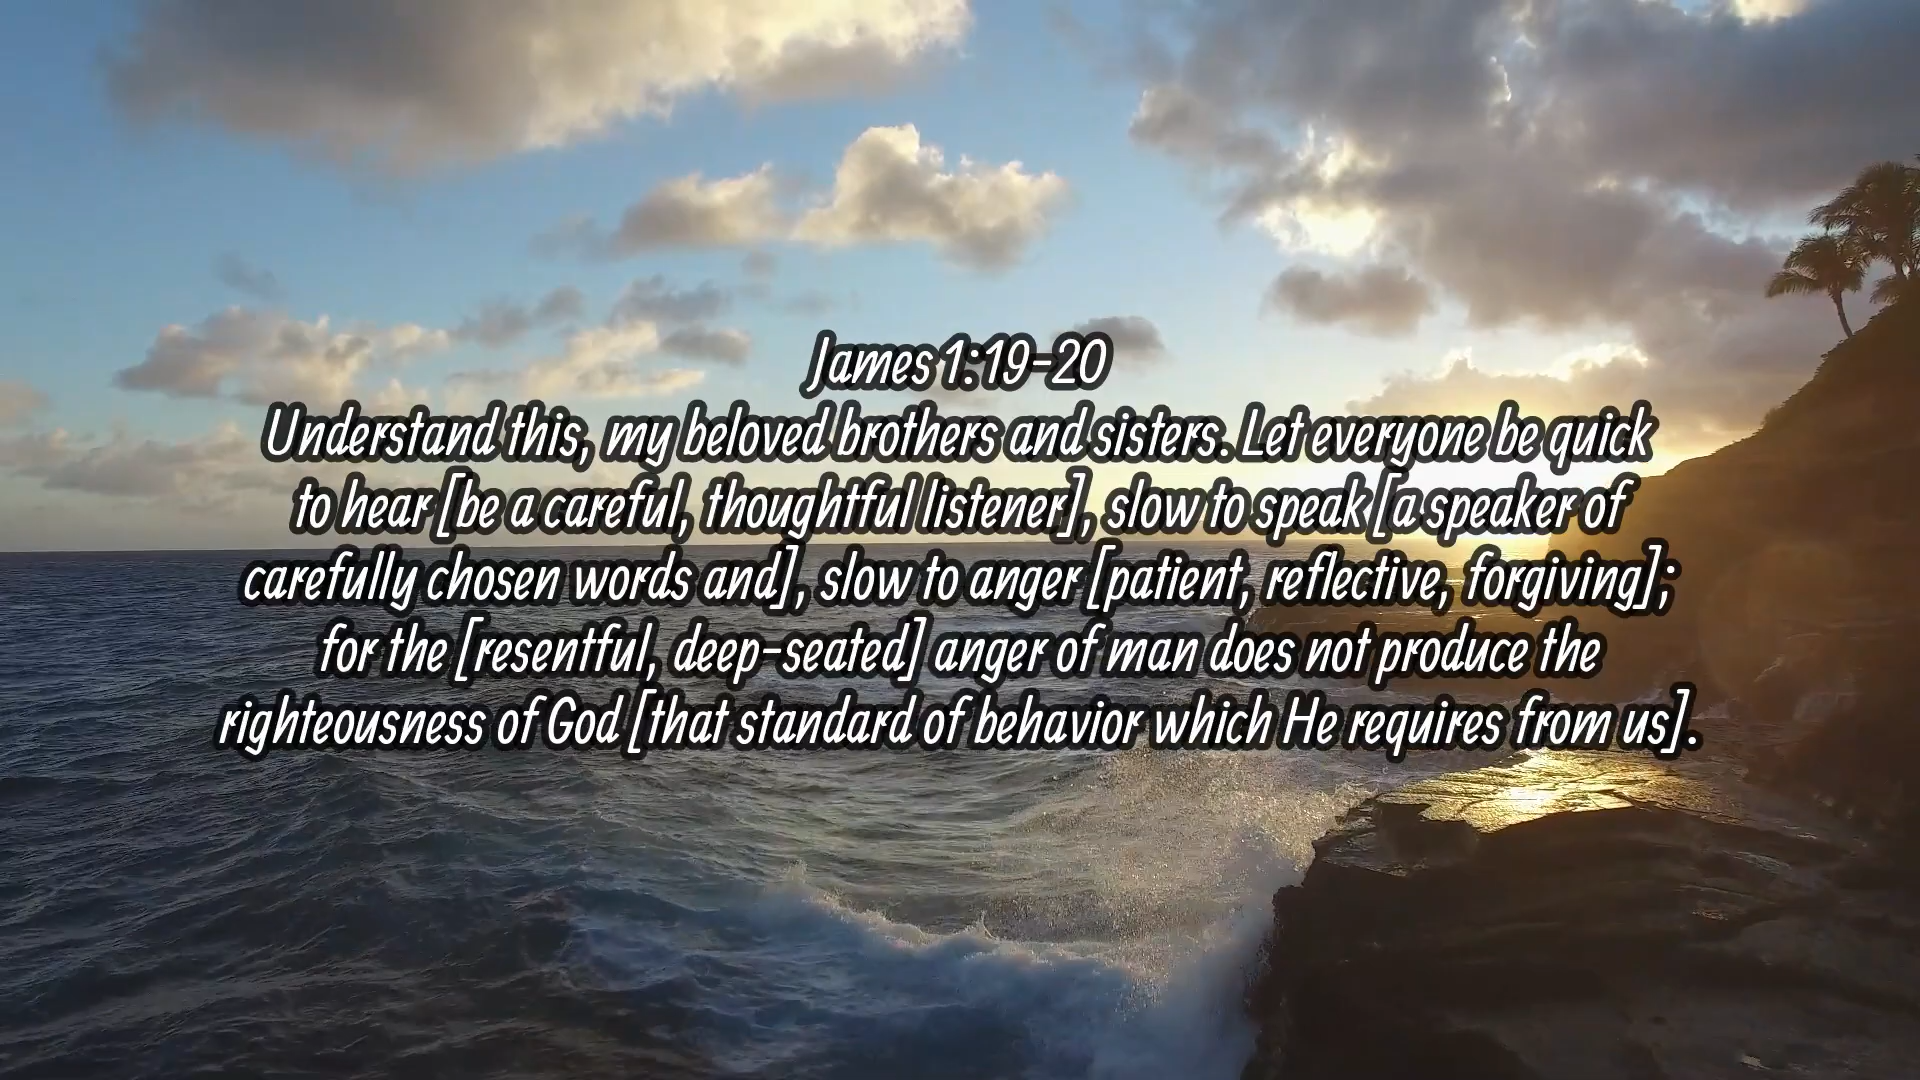 James 1:19-20
Understand this, my beloved brothers and sisters. Let everyone be quick
to hear [be a careful, thoughtful listener], slow to speak [a speaker of
carefully chosen words and], slow to anger [patient, reflective, forgiving];
for the [resentful, deep-seated] anger of man does not produce the
righteousness of God [that standard of behavior which He requires from us].